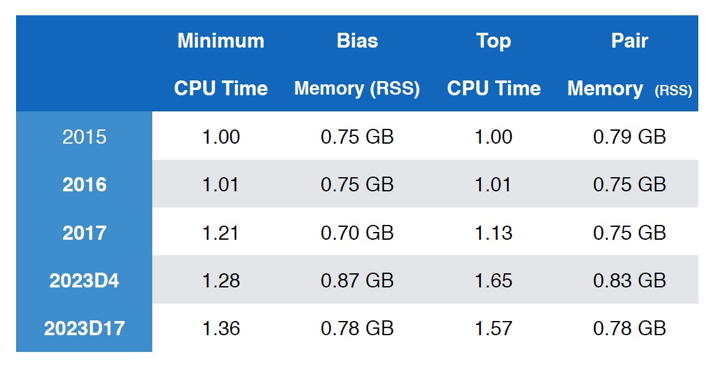 Minimum Bias Top Pair
CPU Time Memory (RSS) CPU Time Memory (RSS)
2015 1.00 0.75 GB 1.00 0.79 GB
2016 1.01 0.75 GB 1.01 0.75 GB
2017 1.21 0.70 GB 1.13 0.75 GB
2023D4 1.28 0.87 GB 1.65 0.83 GB
2023D17 1.36 0.78 GB 1.57 0.78 GB